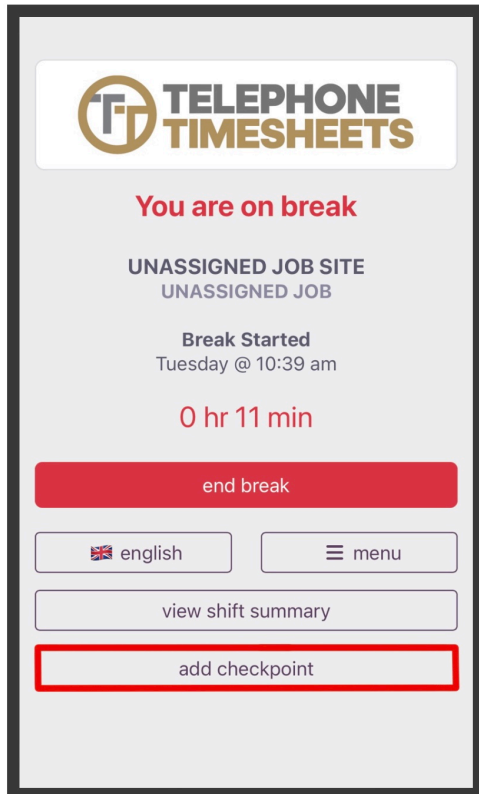 TELEPHONE
TIMESHEETS
You are on break
UNASSIGNED JOB SITE
UNASSIGNED JOB
Break Started
Tuesday @ 10:39 am
0 hr 11 min
end break
english
menu
view shift summary
add checkpoint